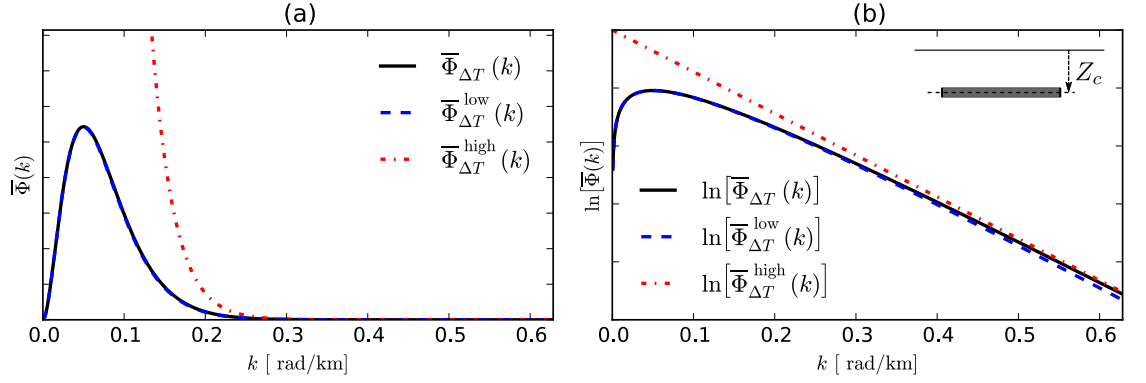 (a)
Φ̅(k)
Φ̅_ΔT (k)
Φ̅_ΔT^low (k)
Φ̅_ΔT^high (k)
0.0 0.1 0.2 0.3 0.4 0.5 0.6
k [ rad/km]
(b)
ln[Φ̅(k)]
Z_c
ln[Φ̅_ΔT (k)]
ln[Φ̅_ΔT^low (k)]
ln[Φ̅_ΔT^high (k)]
0.0 0.1 0.2 0.3 0.4 0.5 0.6
k [ rad/km]